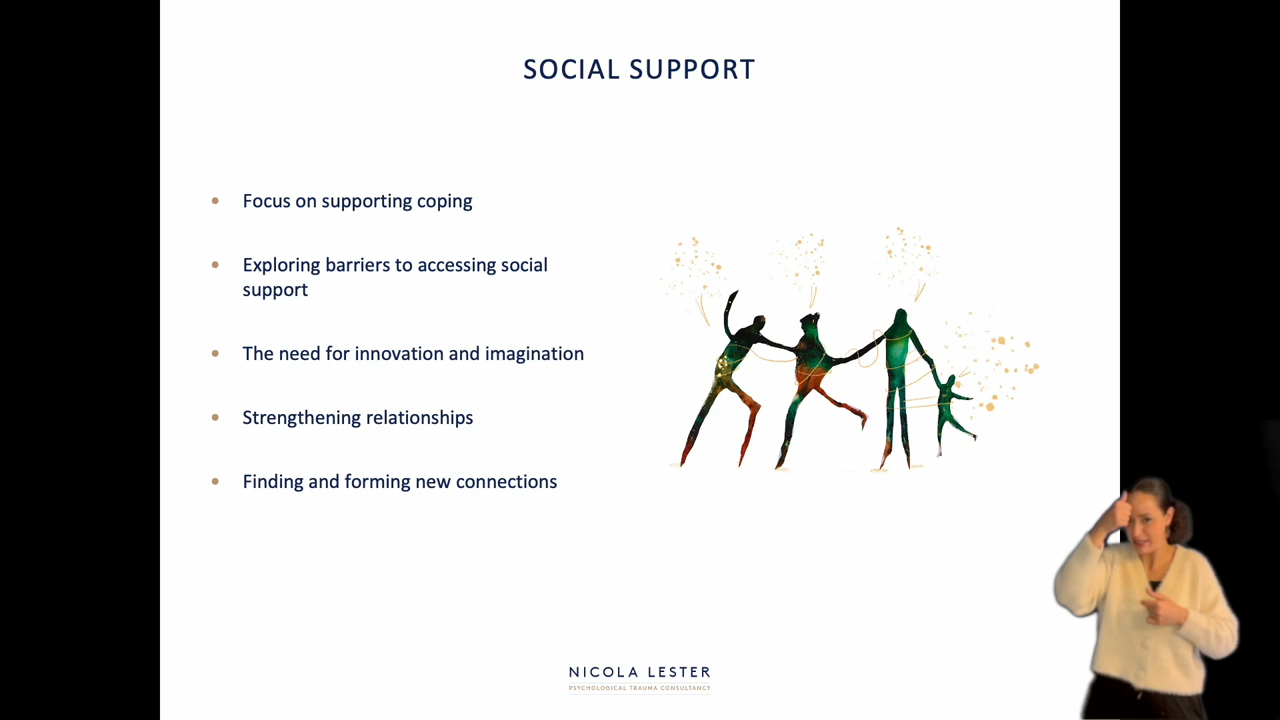 SOCIAL SUPPORT
• Focus on supporting coping
• Exploring barriers to accessing social
support
• The need for innovation and imagination
• Strengthening relationships
• Finding and forming new connections
NICOLA LESTER
PSYCHOLOGICAL TRAUMA CONSULTANCY